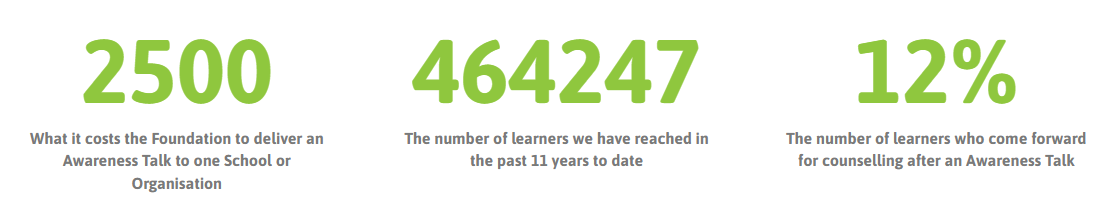 2500
What it costs the Foundation to deliver an
Awareness Talk to one School or
Organisation
464247
The number of learners we have reached in
the past 11 years to date
12%
The number of learners who come forward
for counselling after an Awareness Talk